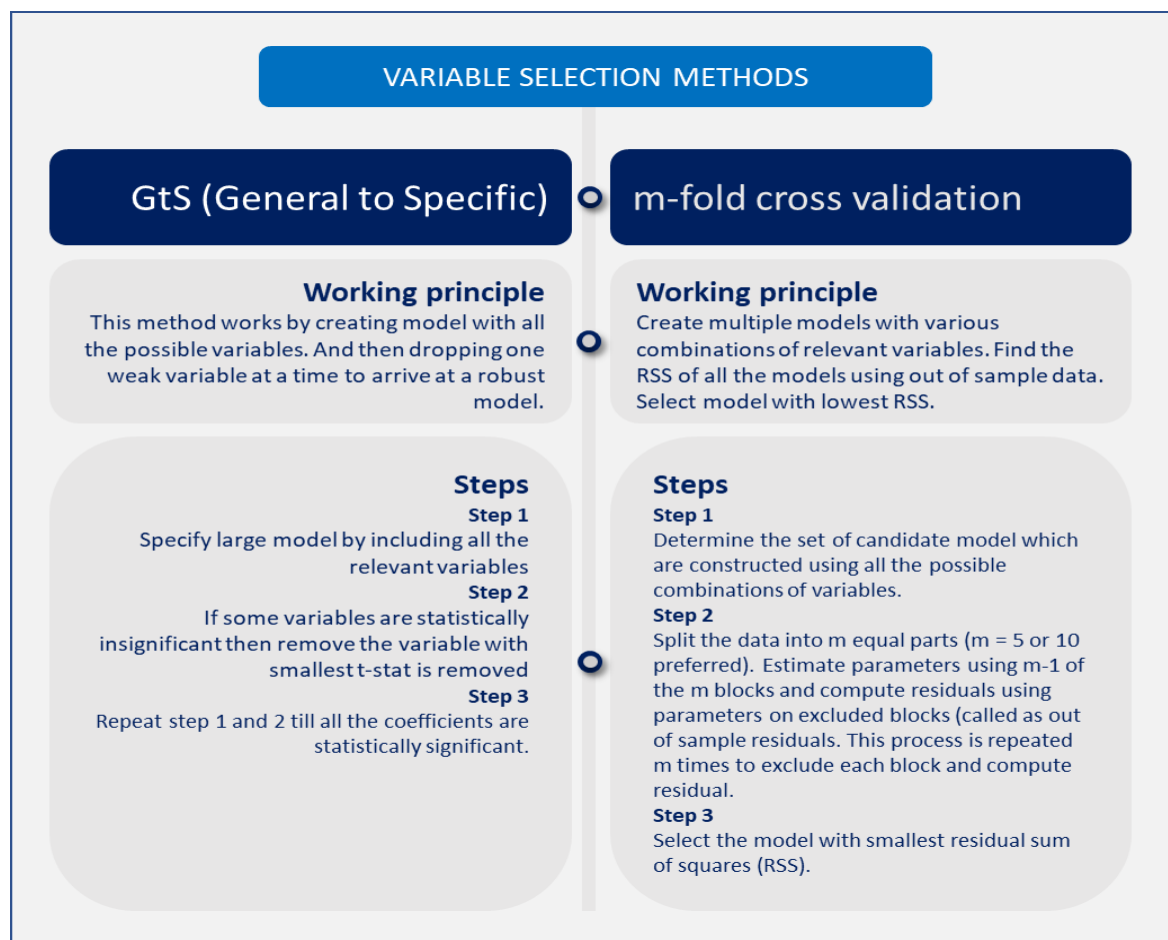 VARIABLE SELECTION METHODS
GtS (General to Specific)
Working principle
This method works by creating model with all
the possible variables. And then dropping one
weak variable at a time to arrive at a robust
model.
Steps
Step 1
Specify large model by including all the
relevant variables
Step 2
If some variables are statistically
insignificant then remove the variable with
smallest t-stat is removed
Step 3
Repeat step 1 and 2 till all the coefficients are
statistically significant.
m-fold cross validation
Working principle
Create multiple models with various
combinations of relevant variables. Find the
RSS of all the models using out of sample data.
Select model with lowest RSS.
Steps
Step 1
Determine the set of candidate model which
are constructed using all the possible
combinations of variables.
Step 2
Split the data into m equal parts (m = 5 or 10
preferred). Estimate parameters using m-1 of
the m blocks and compute residuals using
parameters on excluded blocks (called as out
of sample residuals. This process is repeated
m times to exclude each block and compute
residual.
Step 3
Select the model with smallest residual sum
of squares (RSS).